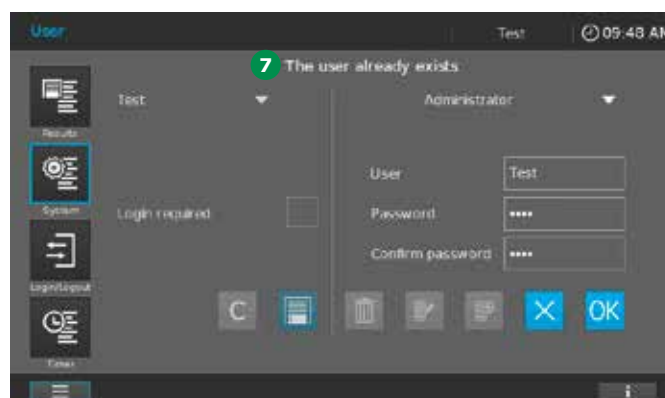 User
Test
09:48 AM
7 The user already exists
Test
Administrator
Results
User
Test
System
Login required
Password
••••
Confirm password
••••
Login/Logout
C
OK
Timer
i